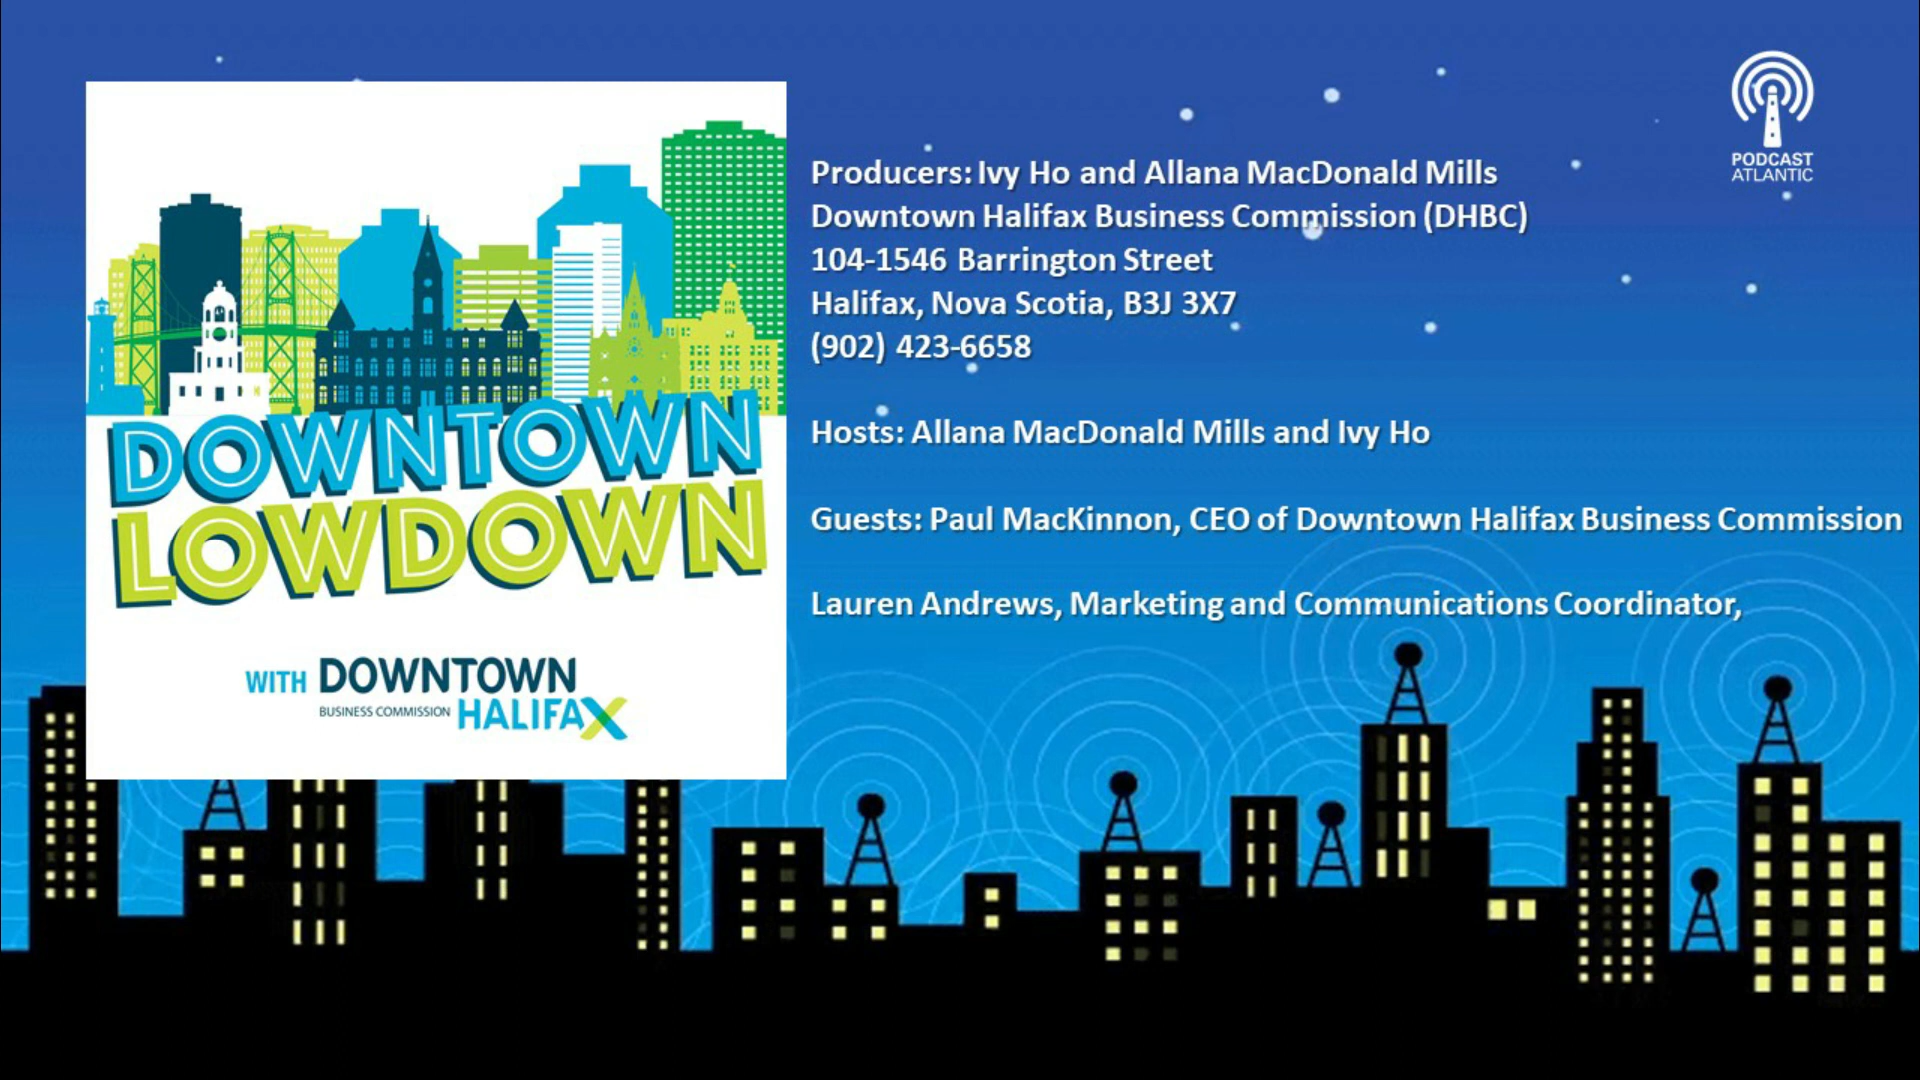 DOWNTOWN
LOWDOWN
WITH DOWNTOWN
BUSINESS COMMISSION HALIFAX
PODCAST
ATLANTIC
Producers: Ivy Ho and Allana MacDonald Mills
Downtown Halifax Business Commission (DHBC)
104-1546 Barrington Street
Halifax, Nova Scotia, B3J 3X7
(902) 423-6658
Hosts: Allana MacDonald Mills and Ivy Ho
Guests: Paul MacKinnon, CEO of Downtown Halifax Business Commission
Lauren Andrews, Marketing and Communications Coordinator,